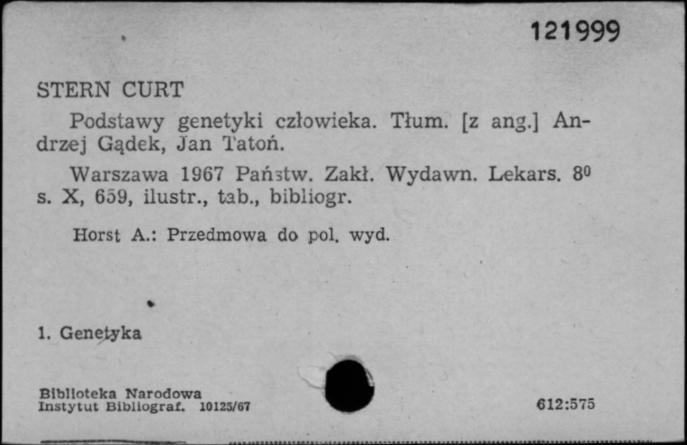 121999
STERN CURT
Podstawy genetyki człowieka. Tłum. [z ang.] An-
drzej Gądek, Jan Tatoń.
Warszawa 1967 Państw. Zakł. Wydawn. Lekars. 8⁰
s. X, 659, ilustr., tab., bibliogr.
Horst A.: Przedmowa do pol. wyd.
1. Genetyka
Biblioteka Narodowa
Instytut Bibliograf. 10125/67
612:575